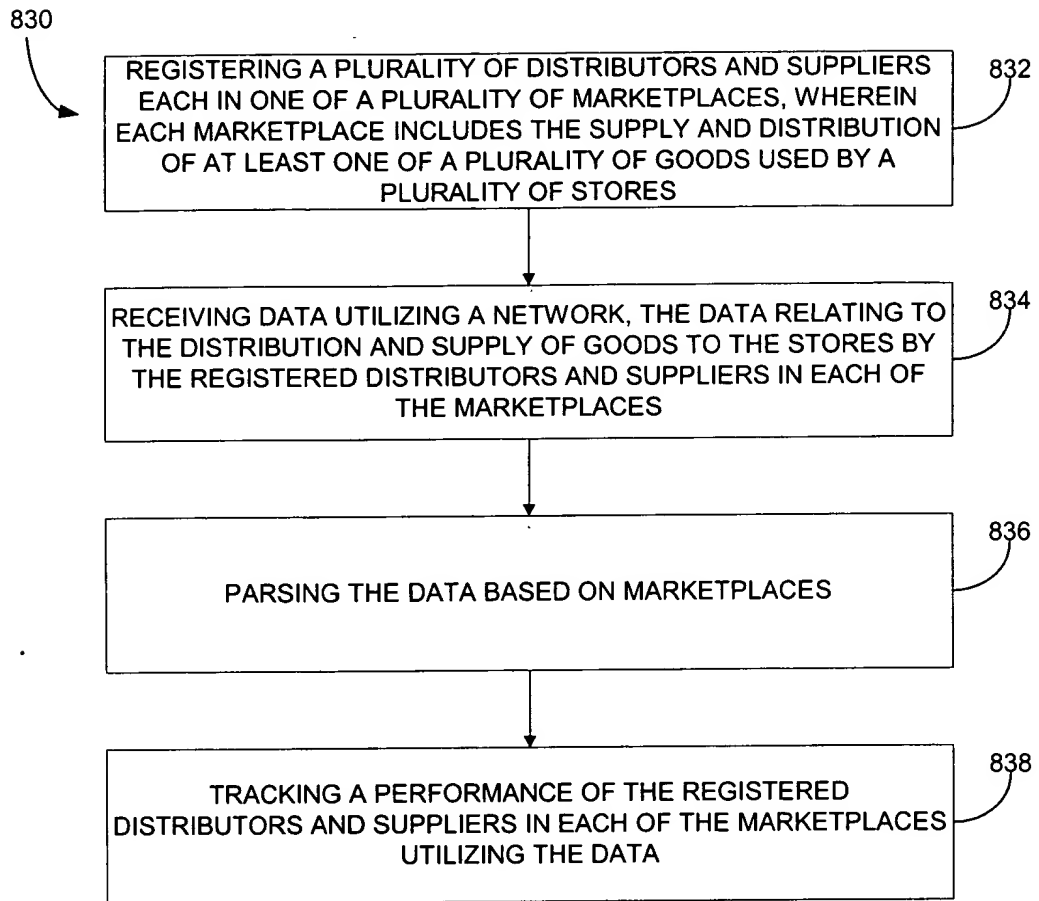 830
REGISTERING A PLURALITY OF DISTRIBUTORS AND SUPPLIERS
EACH IN ONE OF A PLURALITY OF MARKETPLACES, WHEREIN
EACH MARKETPLACE INCLUDES THE SUPPLY AND DISTRIBUTION
OF AT LEAST ONE OF A PLURALITY OF GOODS USED BY A
PLURALITY OF STORES
832
RECEIVING DATA UTILIZING A NETWORK, THE DATA RELATING TO
THE DISTRIBUTION AND SUPPLY OF GOODS TO THE STORES BY
THE REGISTERED DISTRIBUTORS AND SUPPLIERS IN EACH OF
THE MARKETPLACES
834
PARSING THE DATA BASED ON MARKETPLACES
836
TRACKING A PERFORMANCE OF THE REGISTERED
DISTRIBUTORS AND SUPPLIERS IN EACH OF THE MARKETPLACES
UTILIZING THE DATA
838